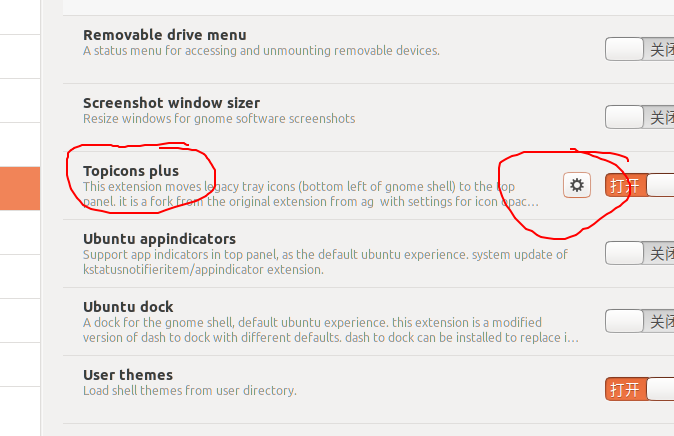 Removable drive menu
A status menu for accessing and unmounting removable devices.
关闭
Screenshot window sizer
Resize windows for gnome software screenshots
关闭
Topicons plus
This extension moves legacy tray icons (bottom left of gnome shell) to the top
panel. it is a fork from the original extension from ag with settings for icon opac...
打开
Ubuntu appindicators
Support app indicators in top panel, as the default ubuntu experience. system update of
kstatusnotifieritem/appindicator extension.
关闭
Ubuntu dock
A dock for the gnome shell, default ubuntu experience. this extension is a modified
version of dash to dock with different defaults. dash to dock can be installed to replace i...
关闭
User themes
Load shell themes from user directory.
打开